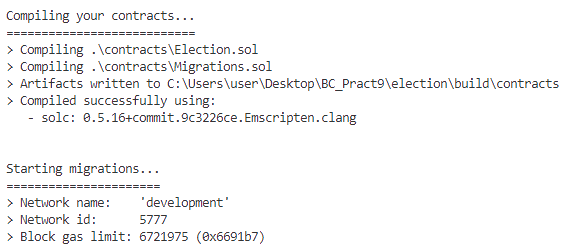 Compiling your contracts...
===========================
> Compiling .\contracts\Election.sol
> Compiling .\contracts\Migrations.sol
> Artifacts written to C:\Users\user\Desktop\BC_Pract9\election\build\contracts
> Compiled successfully using:
   - solc: 0.5.16+commit.9c3226ce.Emscripten.clang
Starting migrations...
======================
> Network name:    'development'
> Network id:      5777
> Block gas limit: 6721975 (0x6691b7)